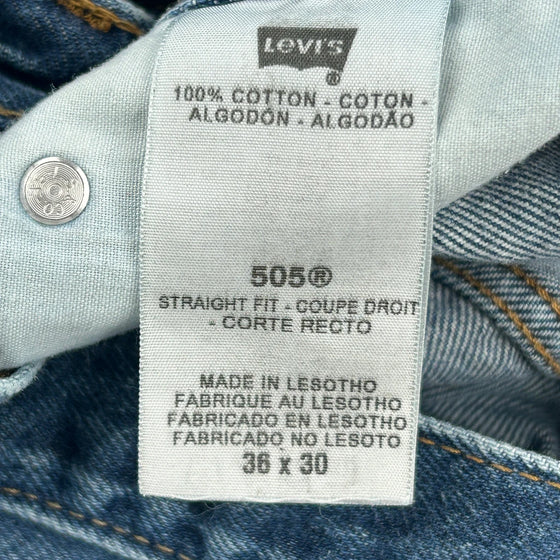 Levi's
®
100% COTTON - COTON -
ALGODÓN - ALGODÃO
505®
STRAIGHT FIT - COUPE DROIT
- CORTE RECTO
MADE IN LESOTHO
FABRIQUE AU LESOTHO
FABRICADO EN LESOTHO
FABRICADO NO LESOTO
36 x 30